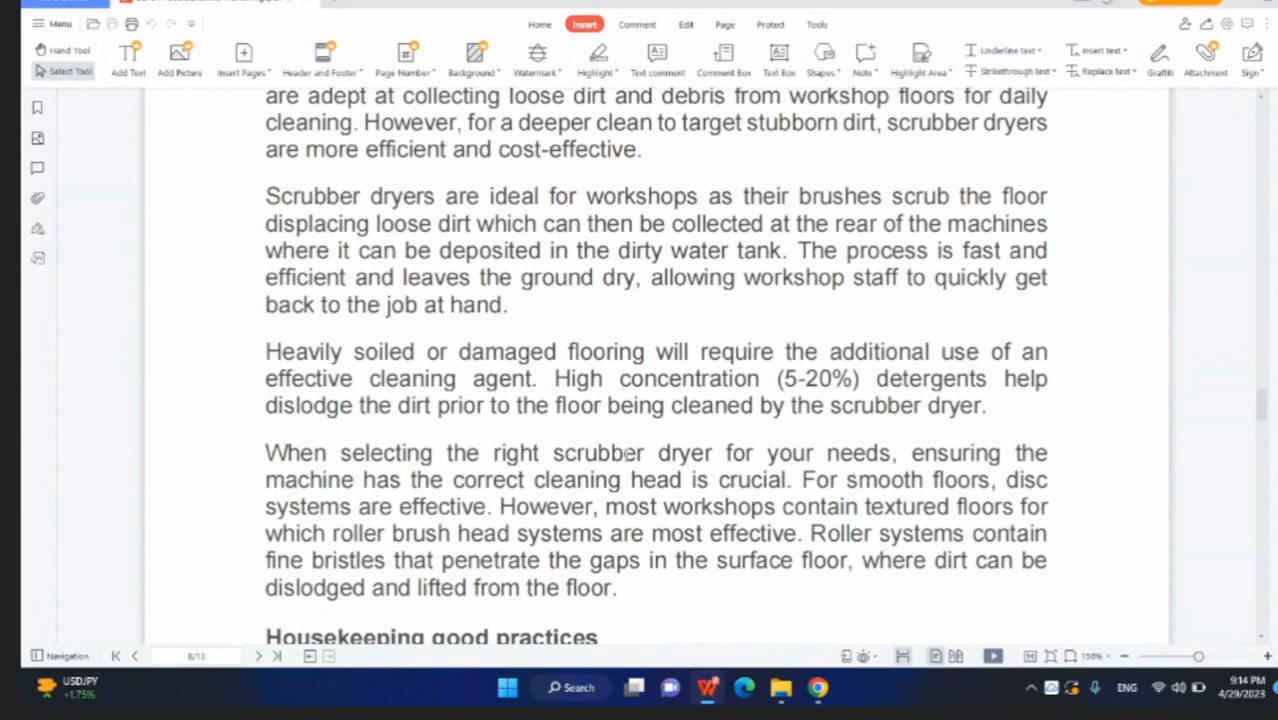 Menu
Home
Insert
Comment
Edit
Page
Protect
Tools
Hand Tool
Select Tool
Add Text
Add Picture
Insert Pages
Header and Footer
Page Number
Background
Watermark
Highlight
Text comment
Comment Box
Text Box
Shapes
Note
Highlight Area
Underline text
Strikethrough text
Insert text
Replace text
Graffiti
Attachment
Sign
are adept at collecting loose dirt and debris from workshop floors for daily
cleaning. However, for a deeper clean to target stubborn dirt, scrubber dryers
are more efficient and cost-effective.
Scrubber dryers are ideal for workshops as their brushes scrub the floor
displacing loose dirt which can then be collected at the rear of the machines
where it can be deposited in the dirty water tank. The process is fast and
efficient and leaves the ground dry, allowing workshop staff to quickly get
back to the job at hand.
Heavily soiled or damaged flooring will require the additional use of an
effective cleaning agent. High concentration (5-20%) detergents help
dislodge the dirt prior to the floor being cleaned by the scrubber dryer.
When selecting the right scrubber dryer for your needs, ensuring the
machine has the correct cleaning head is crucial. For smooth floors, disc
systems are effective. However, most workshops contain textured floors for
which roller brush head systems are most effective. Roller systems contain
fine bristles that penetrate the gaps in the surface floor, where dirt can be
dislodged and lifted from the floor.
Housekeeping good practices
Navigation
8/13
150%
USDJPY
+1.75%
Search
ENG
9:14 PM
4/29/2023